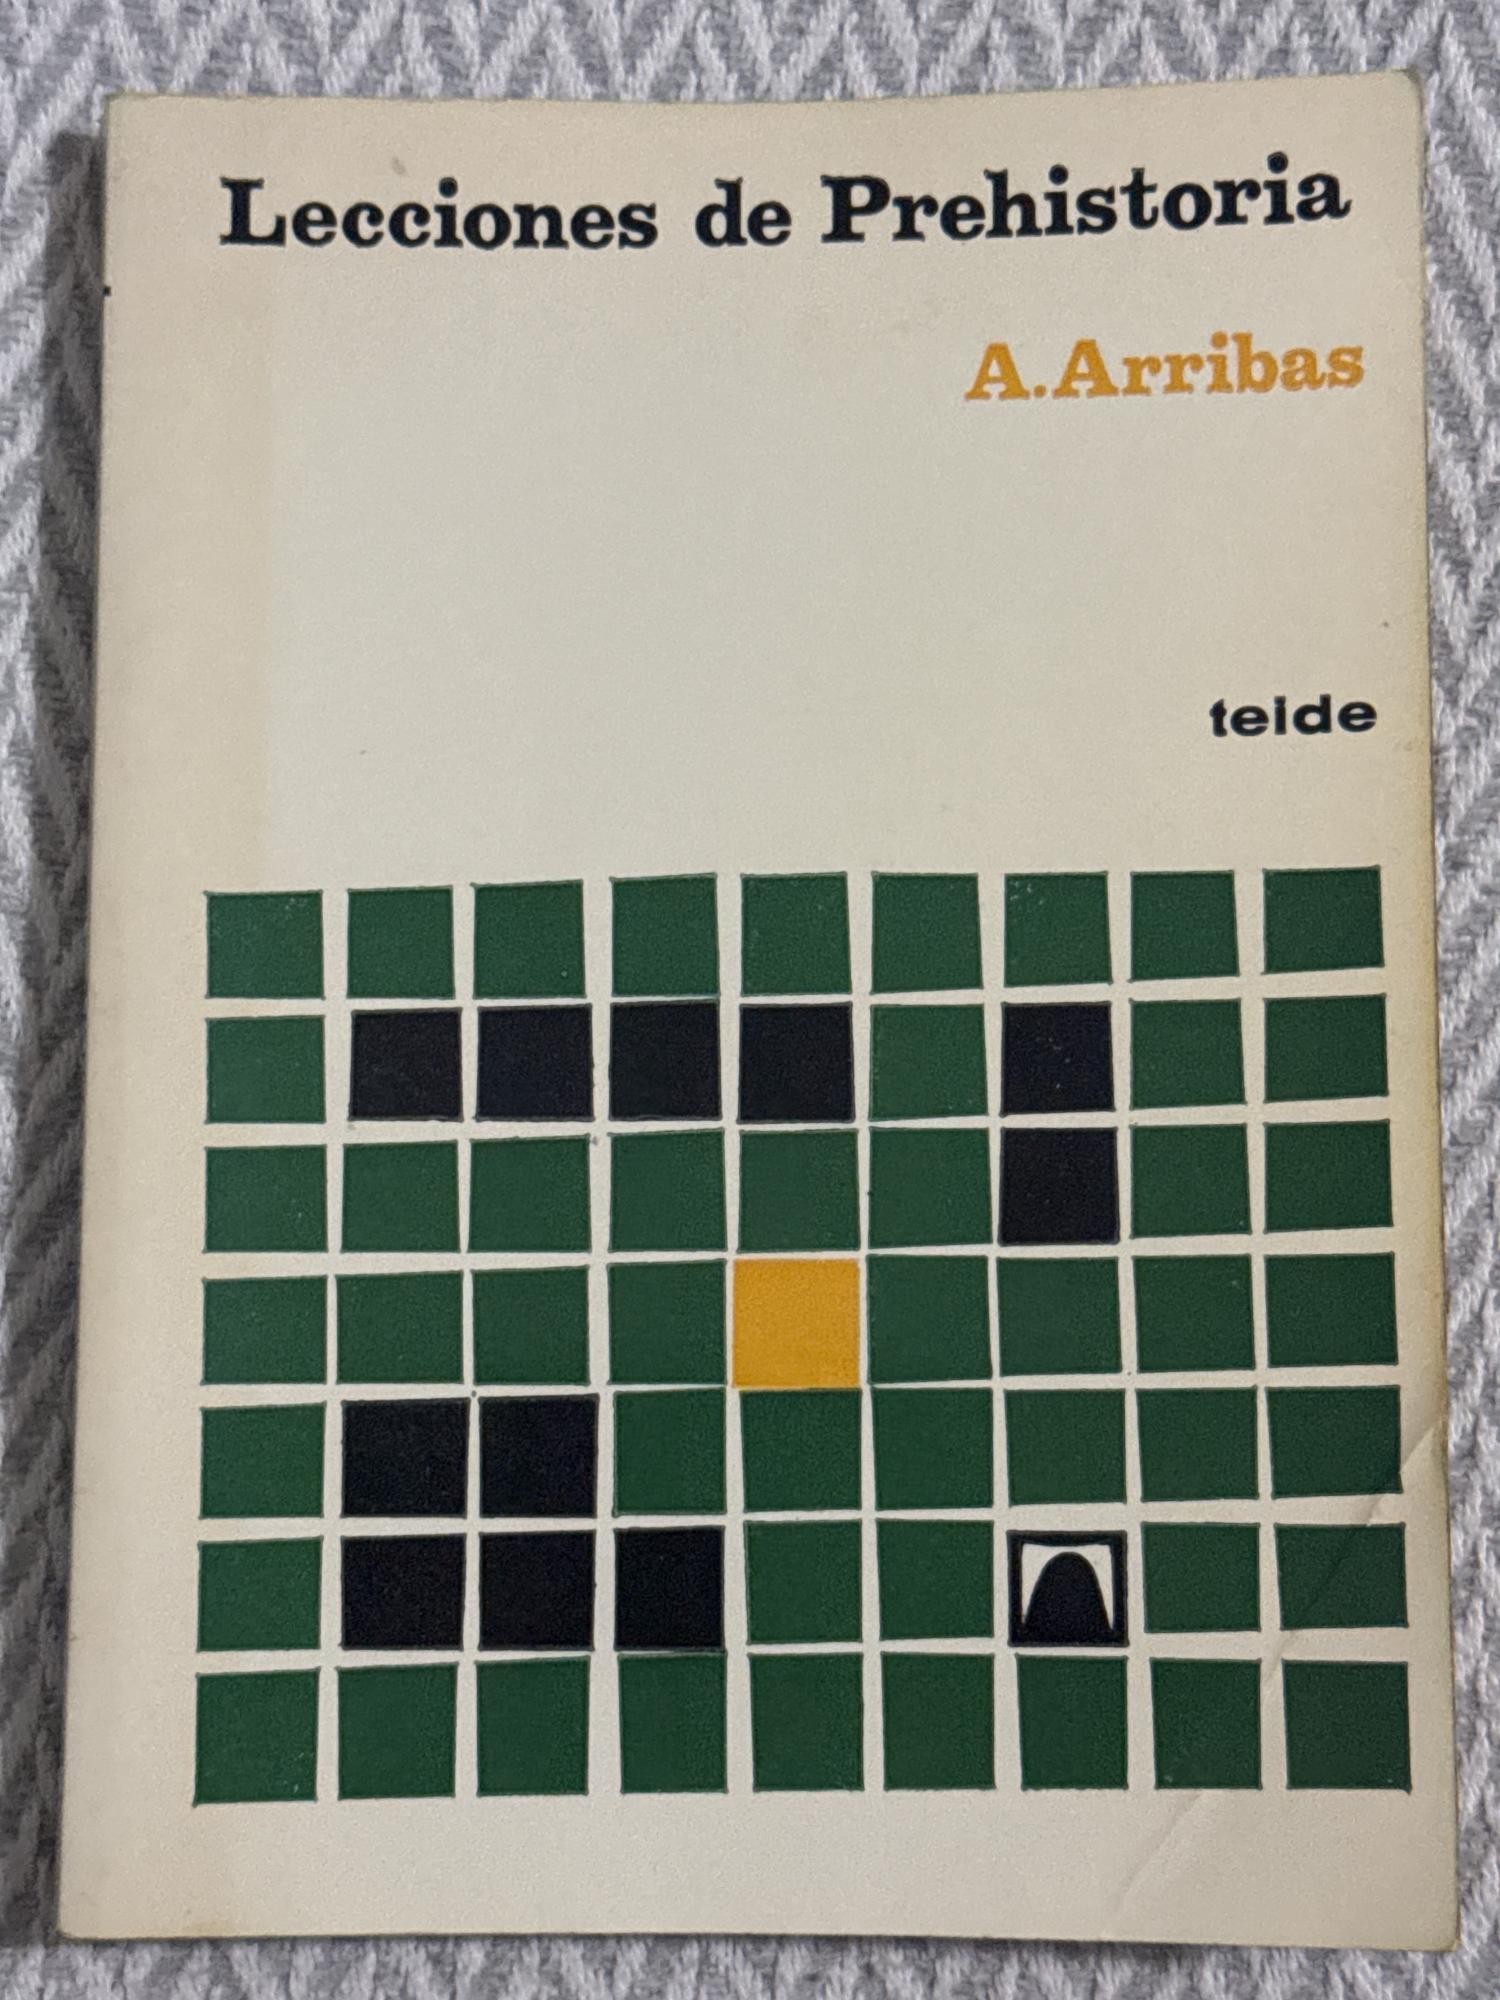 Lecciones de Prehistoria
A. Arribas
teide